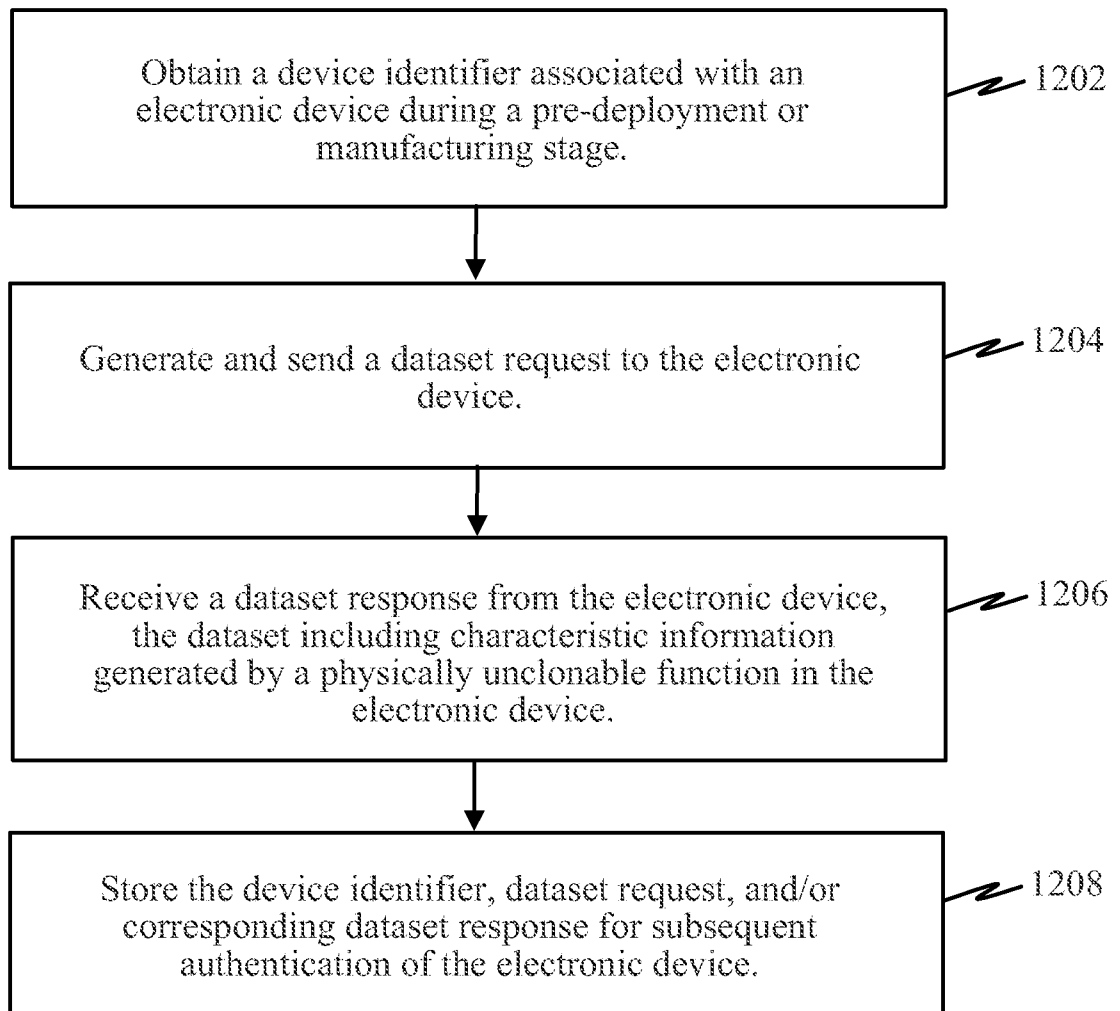 Obtain a device identifier associated with an
electronic device during a pre-deployment or
manufacturing stage.
1202
Generate and send a dataset request to the electronic
device.
1204
Receive a dataset response from the electronic device,
the dataset including characteristic information
generated by a physically unclonable function in the
electronic device.
1206
Store the device identifier, dataset request, and/or
corresponding dataset response for subsequent
authentication of the electronic device.
1208